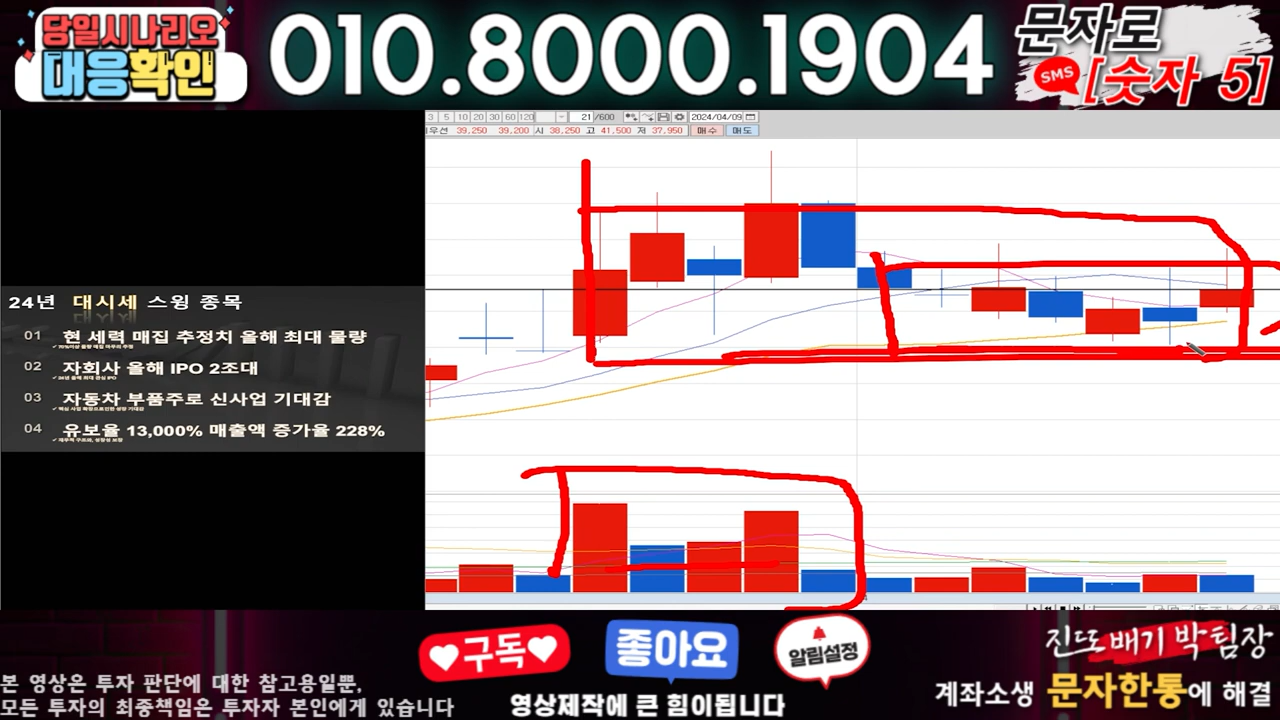 당일시나리오
대응확인
010.8000.1904
문자로
SMS
[숫자 5]
3 5 10 20 30 60 120 21 /600 2024/04/09
우선 39,250 39,200 시 38,250 고 41,500 저 37,950 매수 매도
24년 대시세 스윙 종목
01 현 세력 매집 추정치 올해 최대 물량
02 자회사 올해 IPO 2조대
03 자동차 부품주로 신사업 기대감
04 유보율 13,000% 매출액 증가율 228%
구독
좋아요
알림설정
진또배기 박팀장
본 영상은 투자 판단에 대한 참고용일뿐,
모든 투자의 최종책임은 투자자 본인에게 있습니다
영상제작에 큰 힘이됩니다
계좌소생 문자한통에 해결